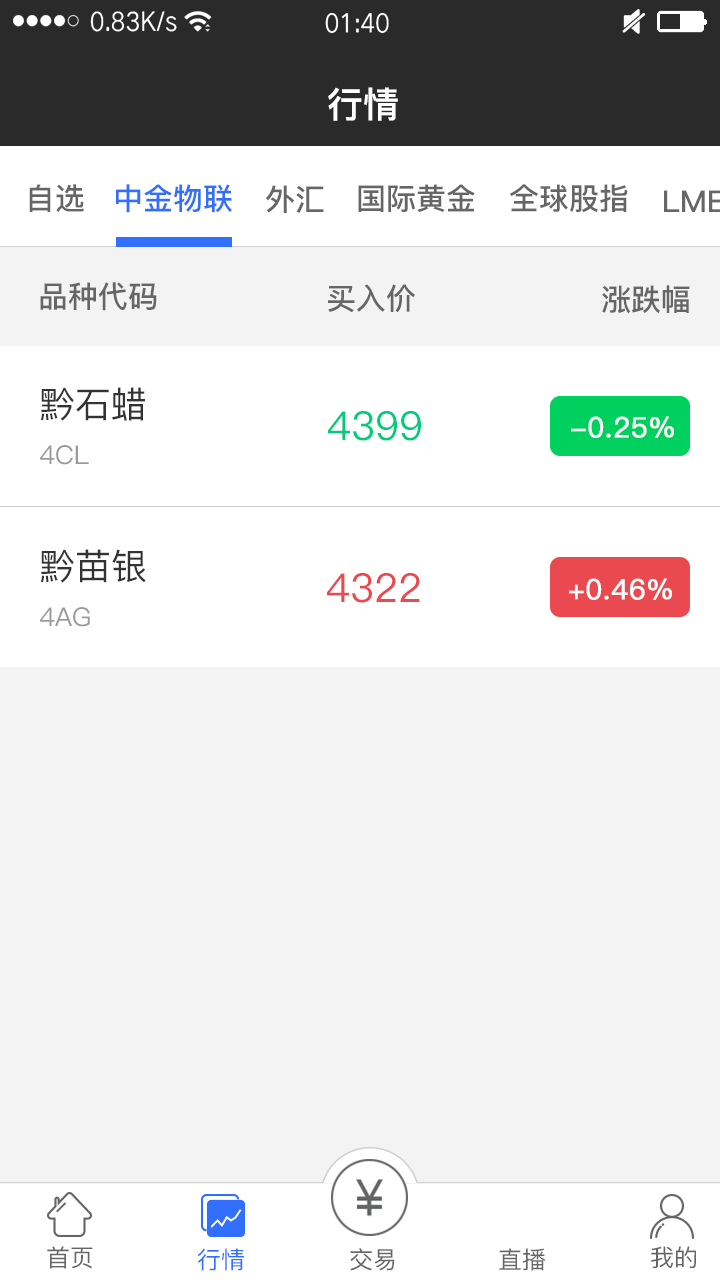 0.83K/s 01:40
行情
自选 中金物联 外汇 国际黄金 全球股指 LME
品种代码 买入价 涨跌幅
黔石蜡 4399 -0.25%
4CL
黔苗银 4322 +0.46%
4AG
¥
首页 行情 交易 直播 我的